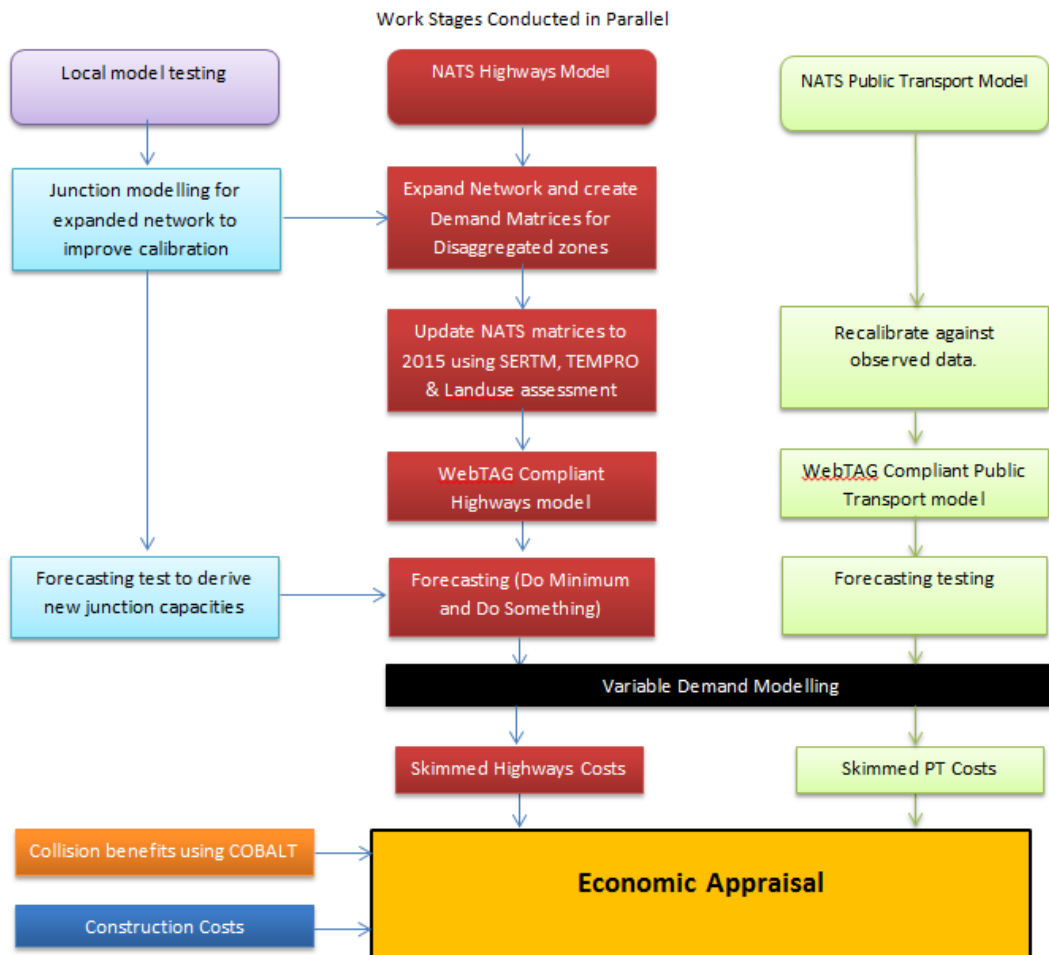 Work Stages Conducted in Parallel
Local model testing
NATS Highways Model
NATS Public Transport Model
Junction modelling for
expanded network to
improve calibration
Expand Network and create
Demand Matrices for
Disaggregated zones
Update NATS matrices to
2015 using SERTM, TEMPRO
& Landuse assessment
Recalibrate against
observed data.
WebTAG Compliant
Highways model
WebTAG Compliant Public
Transport model
Forecasting test to derive
new junction capacities
Forecasting (Do Minimum
and Do Something)
Forecasting testing
Variable Demand Modelling
Skimmed Highways Costs
Skimmed PT Costs
Collision benefits using COBALT
Economic Appraisal
Construction Costs